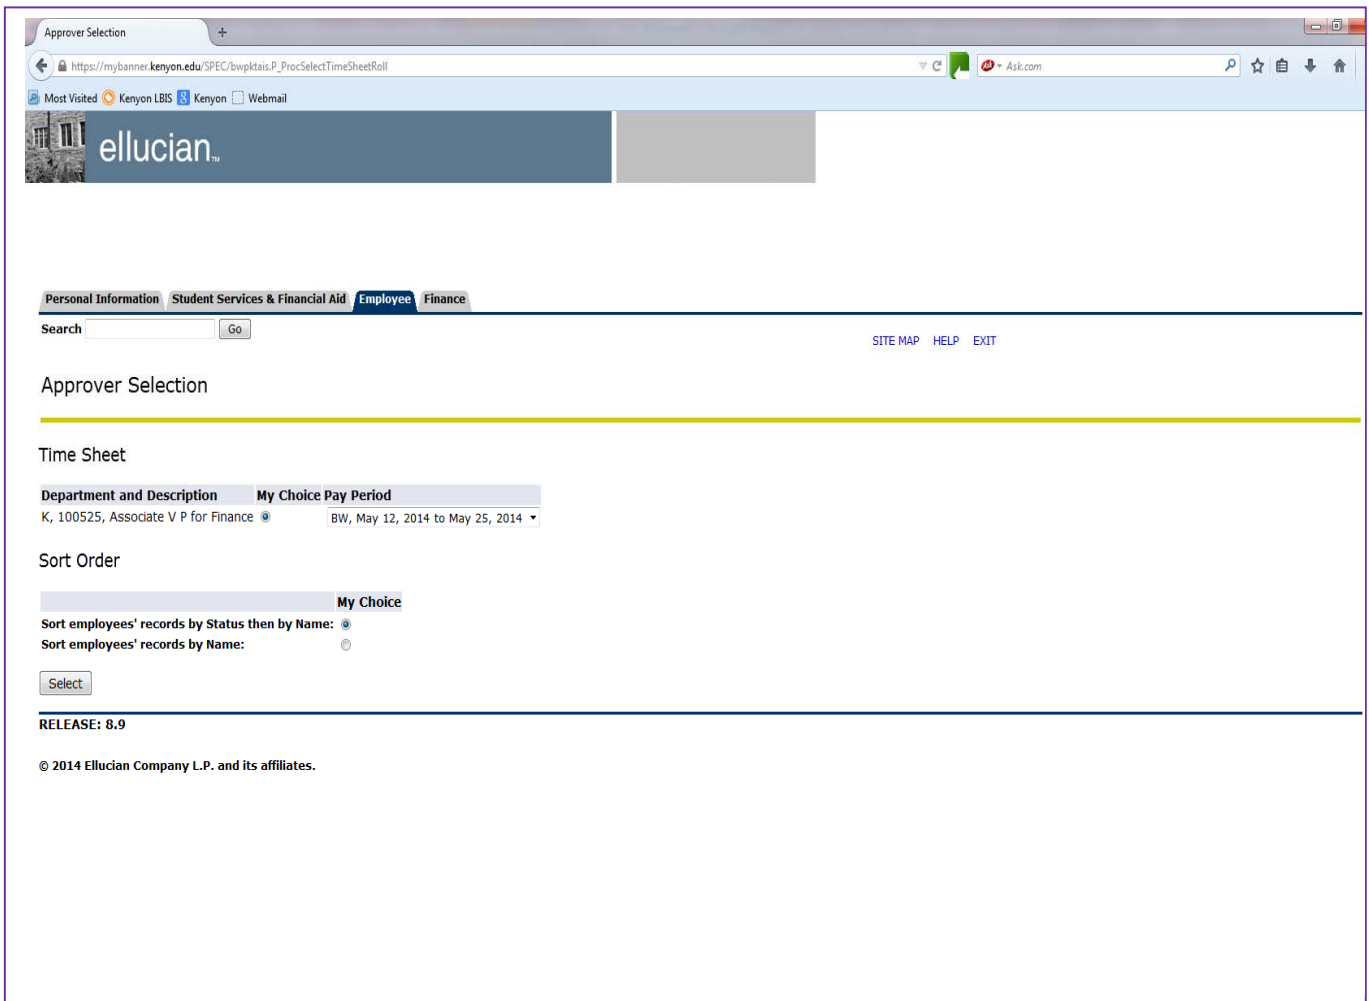 Approver Selection +
https://mybanner.kenyon.edu/SPEC/bwpktais.P_ProcSelectTimeSheetRoll
Ask - Ask.com
Most Visited Kenyon LBIS 8 Kenyon Webmail
ellucian™
Personal Information Student Services & Financial Aid Employee Finance
Search Go
SITE MAP HELP EXIT
Approver Selection
Time Sheet
Department and Description My Choice Pay Period
K, 100525, Associate V P for Finance BW, May 12, 2014 to May 25, 2014
Sort Order
My Choice
Sort employees' records by Status then by Name:
Sort employees' records by Name:
Select
RELEASE: 8.9
© 2014 Ellucian Company L.P. and its affiliates.